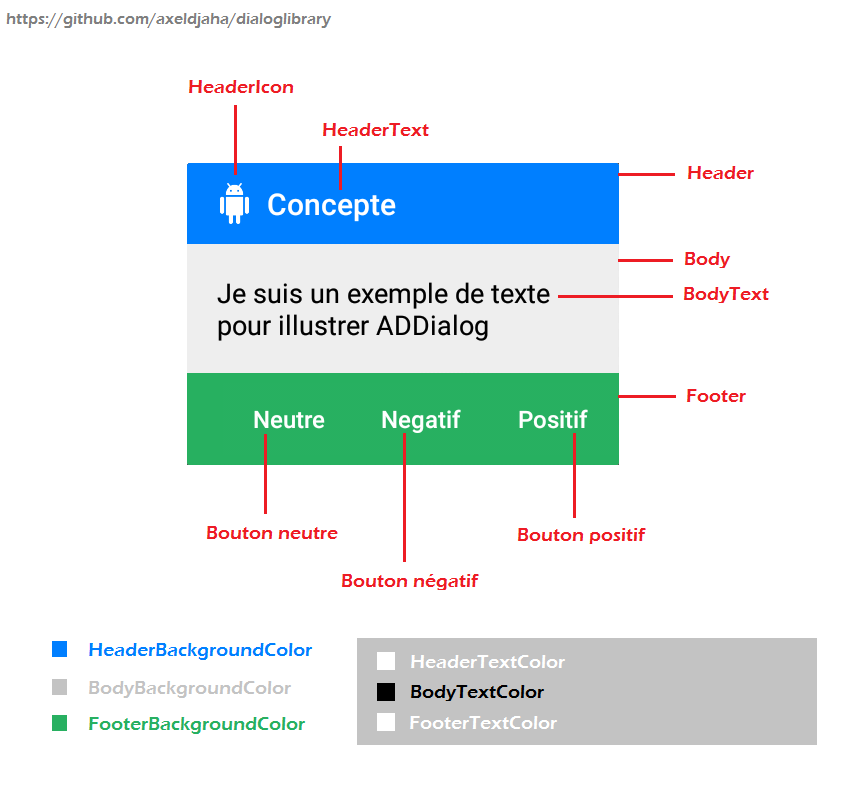 https://github.com/axeldjaha/dialoglibrary
HeaderIcon
HeaderText
Header
Concepte
Body
Je suis un exemple de texte
BodyText
pour illustrer ADDialog
Footer
Neutre Negatif Positif
Bouton neutre
Bouton positif
Bouton négatif
HeaderBackgroundColor
BodyBackgroundColor
FooterBackgroundColor
HeaderTextColor
BodyTextColor
FooterTextColor